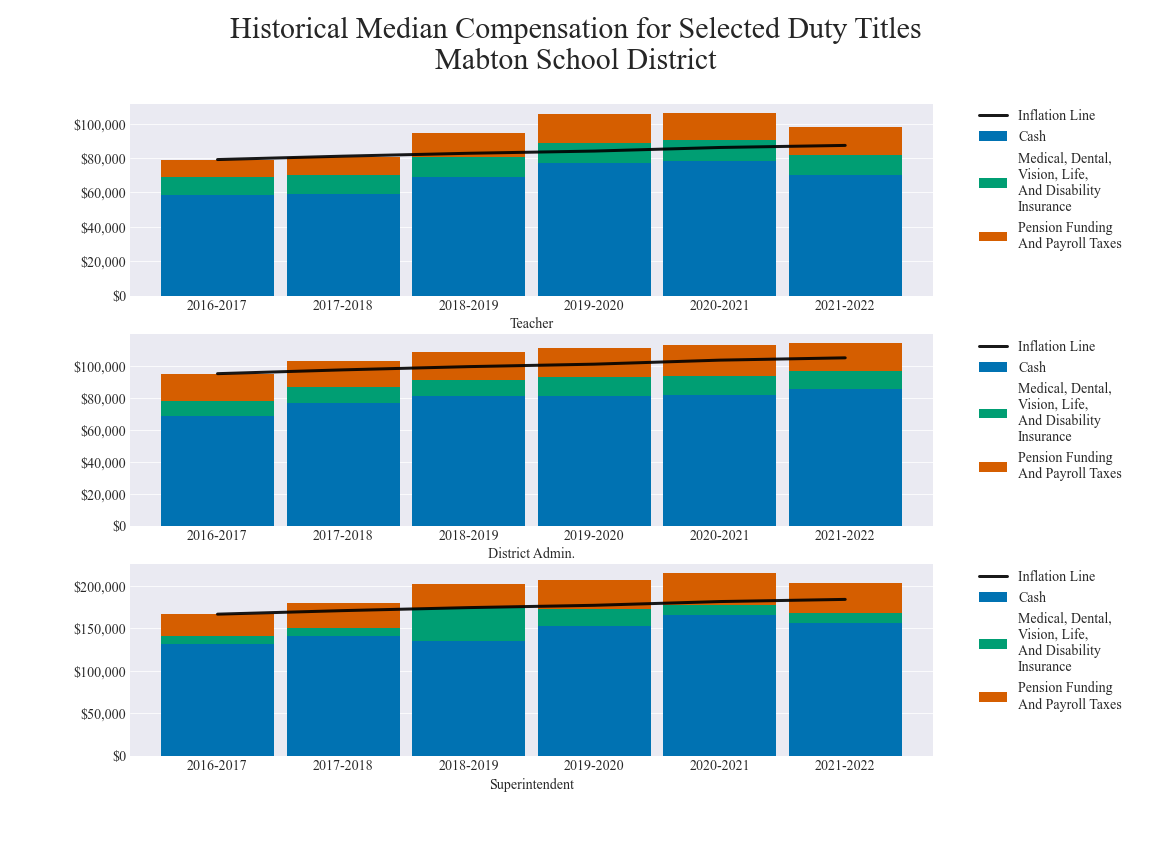 Historical Median Compensation for Selected Duty Titles
Mabton School District
$100,000
$80,000
$60,000
$40,000
$20,000
$0
2016-2017 2017-2018 2018-2019 2019-2020 2020-2021 2021-2022
Teacher
Inflation Line
Cash
Medical, Dental,
Vision, Life,
And Disability
Insurance
Pension Funding
And Payroll Taxes
$100,000
$80,000
$60,000
$40,000
$20,000
$0
2016-2017 2017-2018 2018-2019 2019-2020 2020-2021 2021-2022
District Admin.
Inflation Line
Cash
Medical, Dental,
Vision, Life,
And Disability
Insurance
Pension Funding
And Payroll Taxes
$200,000
$150,000
$100,000
$50,000
$0
2016-2017 2017-2018 2018-2019 2019-2020 2020-2021 2021-2022
Superintendent
Inflation Line
Cash
Medical, Dental,
Vision, Life,
And Disability
Insurance
Pension Funding
And Payroll Taxes